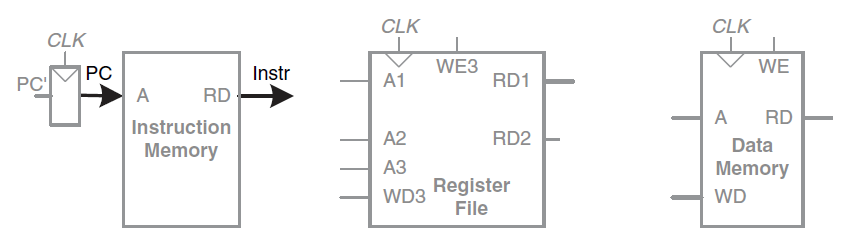 CLK
PC'
PC
A
RD
Instruction
Memory
Instr
CLK
WE3
A1
RD1
A2
RD2
A3
WD3
Register
File
CLK
WE
A
RD
Data
Memory
WD